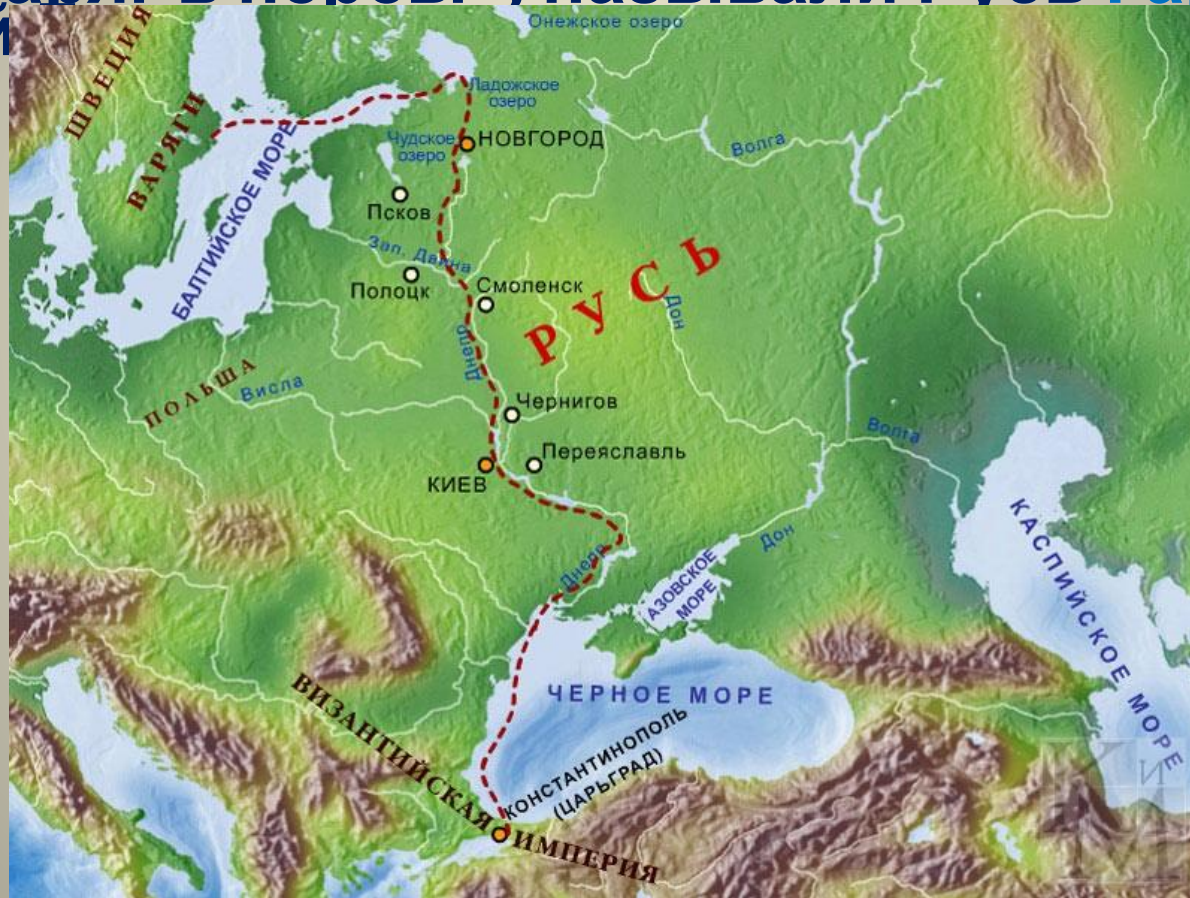 называли Русь
Онежское озеро
ШВЕЦИЯ
ВАРЯГИ
Ладожское
озеро
Чудское
озеро
НОВГОРОД
Волга
БАЛТИЙСКОЕ МОРЕ
Псков
Зап. Двина
Полоцк
Смоленск
РУСЬ
Дон
Днепр
ПОЛЬША
Висла
Чернигов
Волга
Переяславль
КИЕВ
Дон
Днепр
АЗОВСКОЕ
МОРЕ
КАСПИЙСКОЕ МОРЕ
ЧЕРНОЕ МОРЕ
ВИЗАНТИЙСКАЯ ИМПЕРИЯ
КОНСТАНТИНОПОЛЬ
(ЦАРЬГРАД)
К и
М